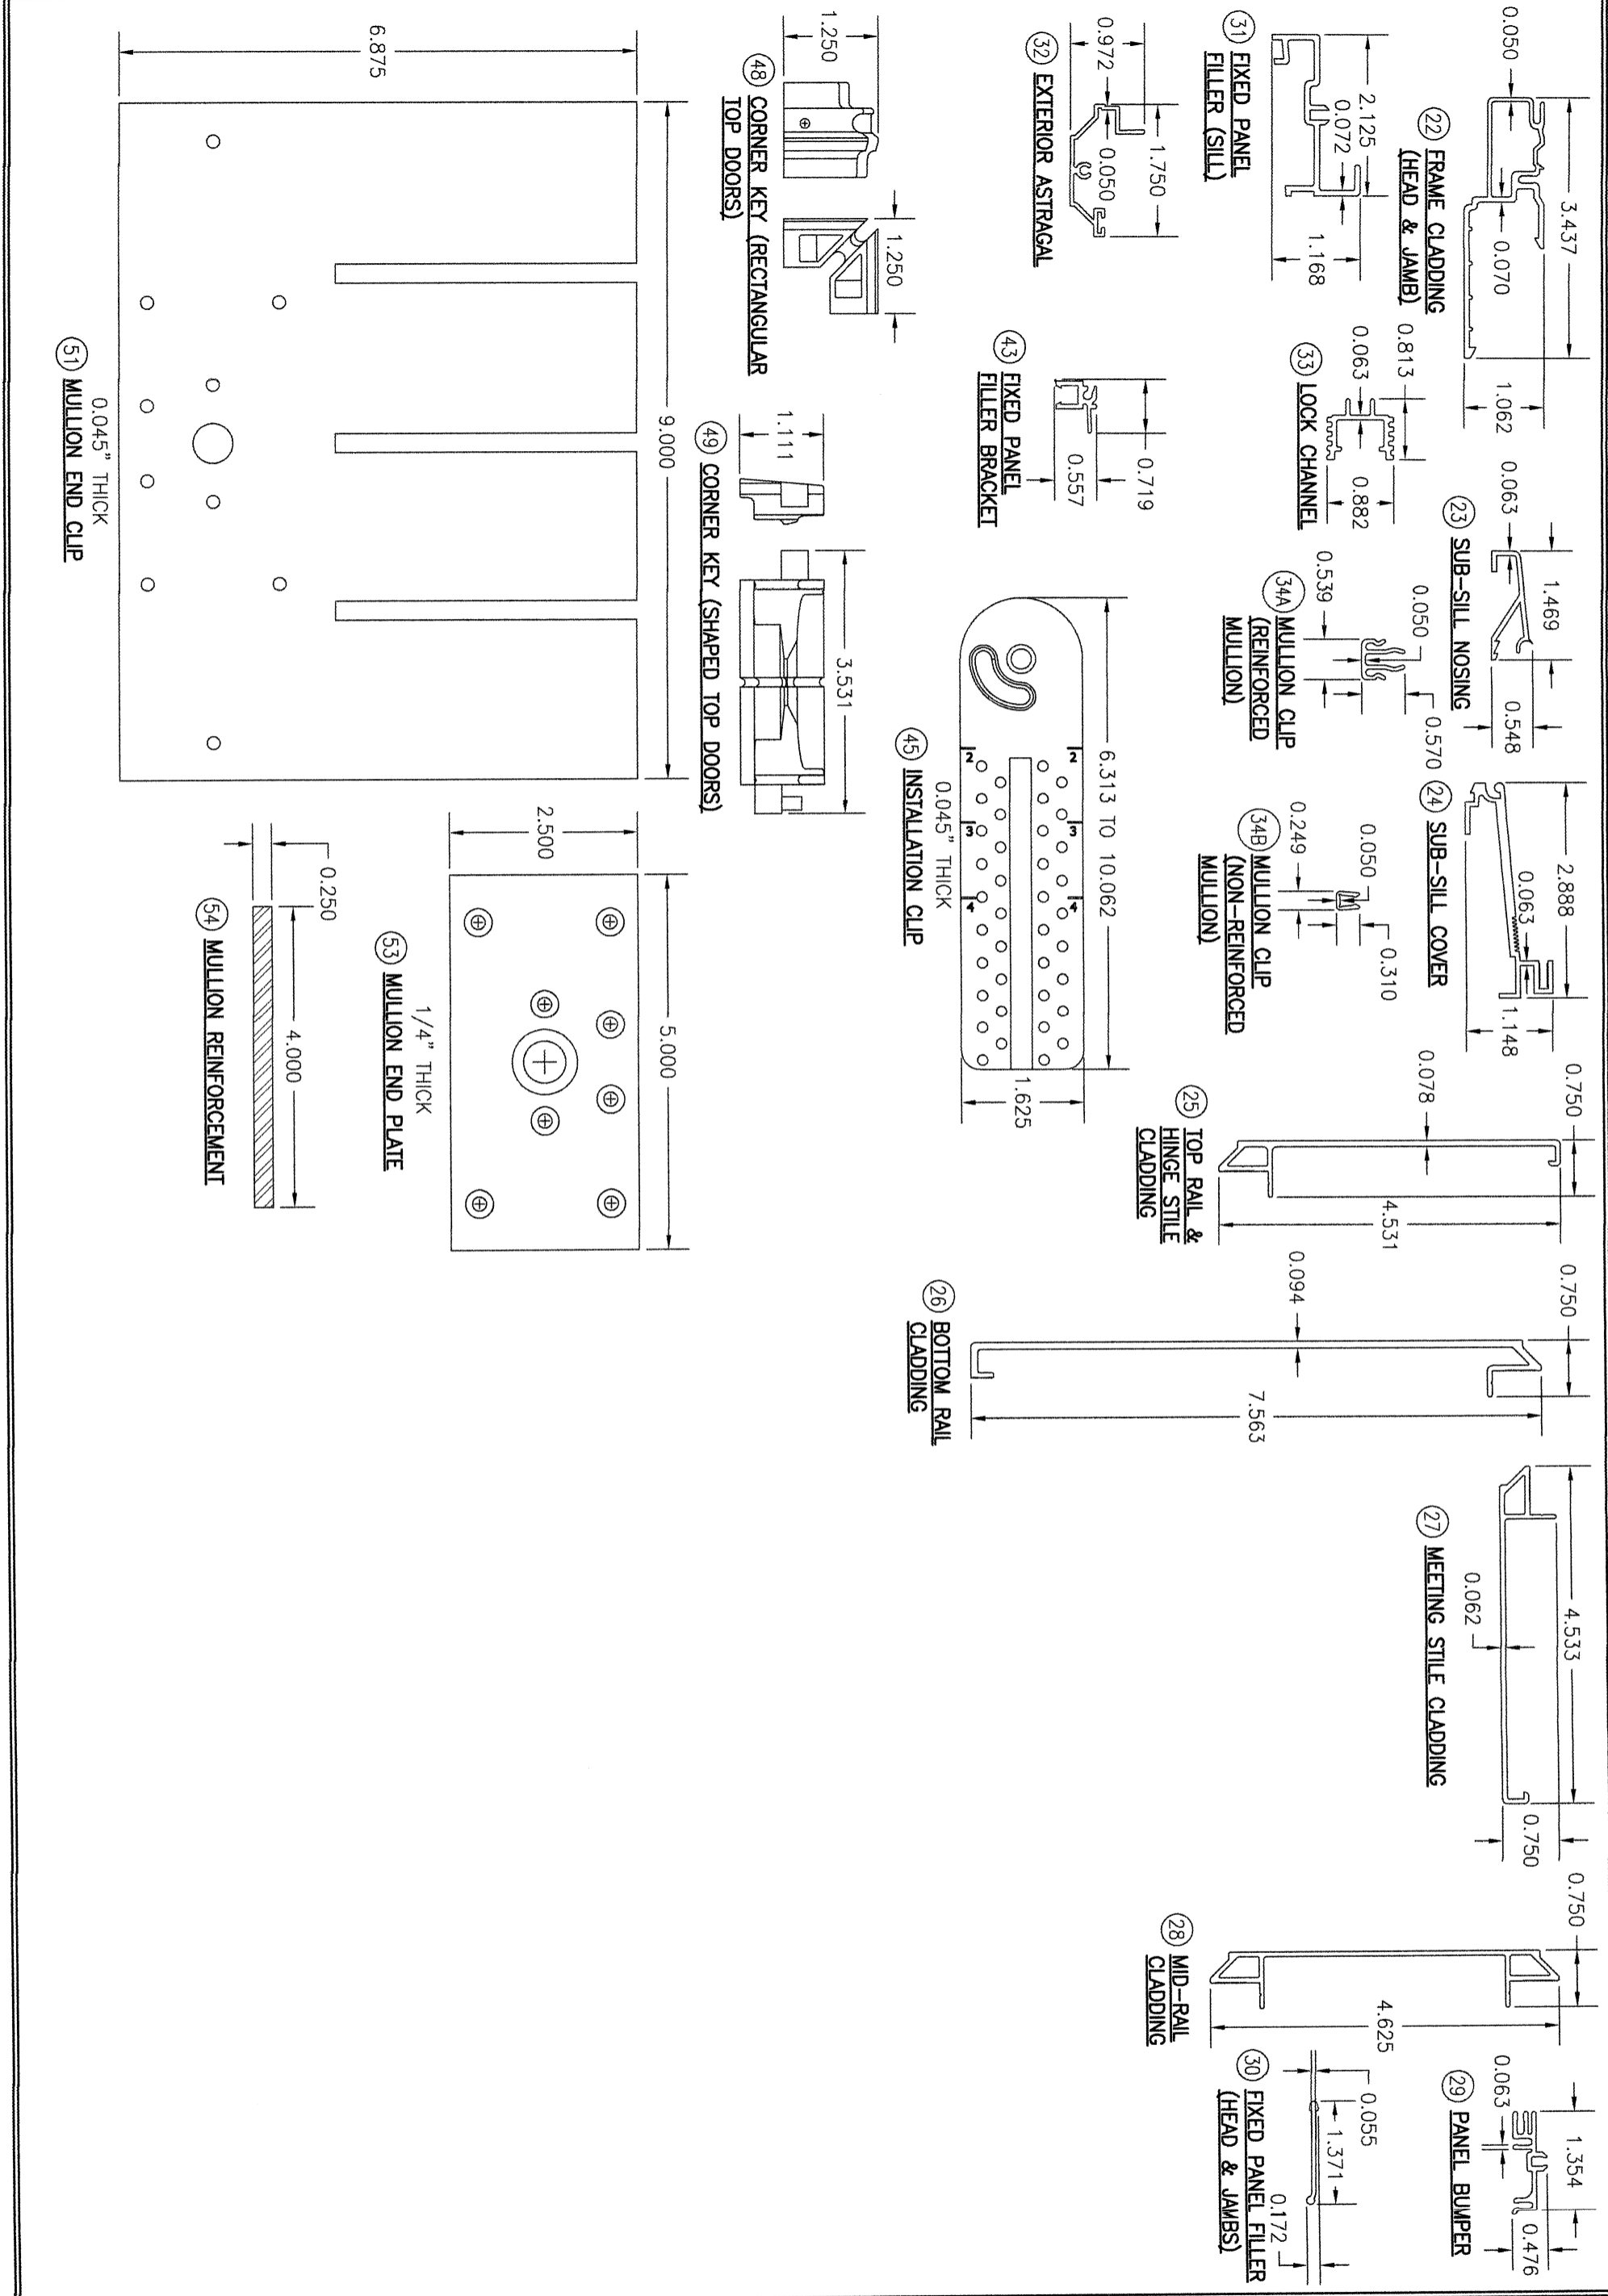 0.050
3.437
0.070
1.062
22 FRAME CLADDING
(HEAD & JAMB)
0.063
1.469
0.548
23 SUB-SILL NOSING
2.888
0.063
1.148
24 SUB-SILL COVER
0.750
0.078
4.531
25 TOP RAIL &
HINGE STILE
CLADDING
0.750
0.094
7.563
26 BOTTOM RAIL
CLADDING
4.533
0.062
0.750
27 MEETING STILE CLADDING
0.750
4.625
28 MID-RAIL
CLADDING
1.354
0.063
0.476
29 PANEL BUMPER
0.055
1.371
0.172
30 FIXED PANEL FILLER
(HEAD & JAMBS)
2.125
0.072
1.168
31 FIXED PANEL
FILLER (SILL)
0.972
1.750
0.050
32 EXTERIOR ASTRAGAL
0.813
0.063
0.882
33 LOCK CHANNEL
0.050
0.570
0.539
34A MULLION CLIP
(REINFORCED
MULLION)
0.050
0.310
0.249
34B MULLION CLIP
(NON-REINFORCED
MULLION)
0.719
0.557
43 FIXED PANEL
FILLER BRACKET
6.313 TO 10.062
2 3 4
2 3 4
1.625
0.045" THICK
45 INSTALLATION CLIP
1.250
1.250
48 CORNER KEY (RECTANGULAR
TOP DOORS)
1.111
3.531
49 CORNER KEY (SHAPED TOP DOORS)
6.875
9.000
0.045" THICK
51 MULLION END CLIP
2.500
5.000
1/4" THICK
53 MULLION END PLATE
0.250
4.000
54 MULLION REINFORCEMENT